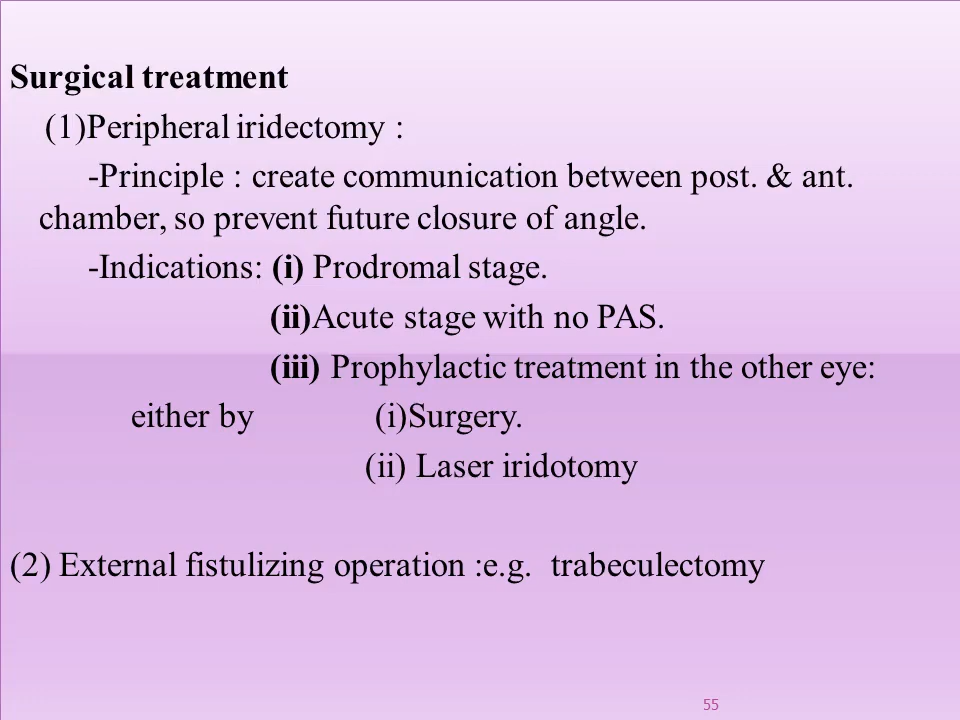 Surgical treatment
(1)Peripheral iridectomy :
-Principle : create communication between post. & ant.
chamber, so prevent future closure of angle.
-Indications: (i) Prodromal stage.
(ii)Acute stage with no PAS.
(iii) Prophylactic treatment in the other eye:
either by (i)Surgery.
(ii) Laser iridotomy
(2) External fistulizing operation :e.g. trabeculectomy
55